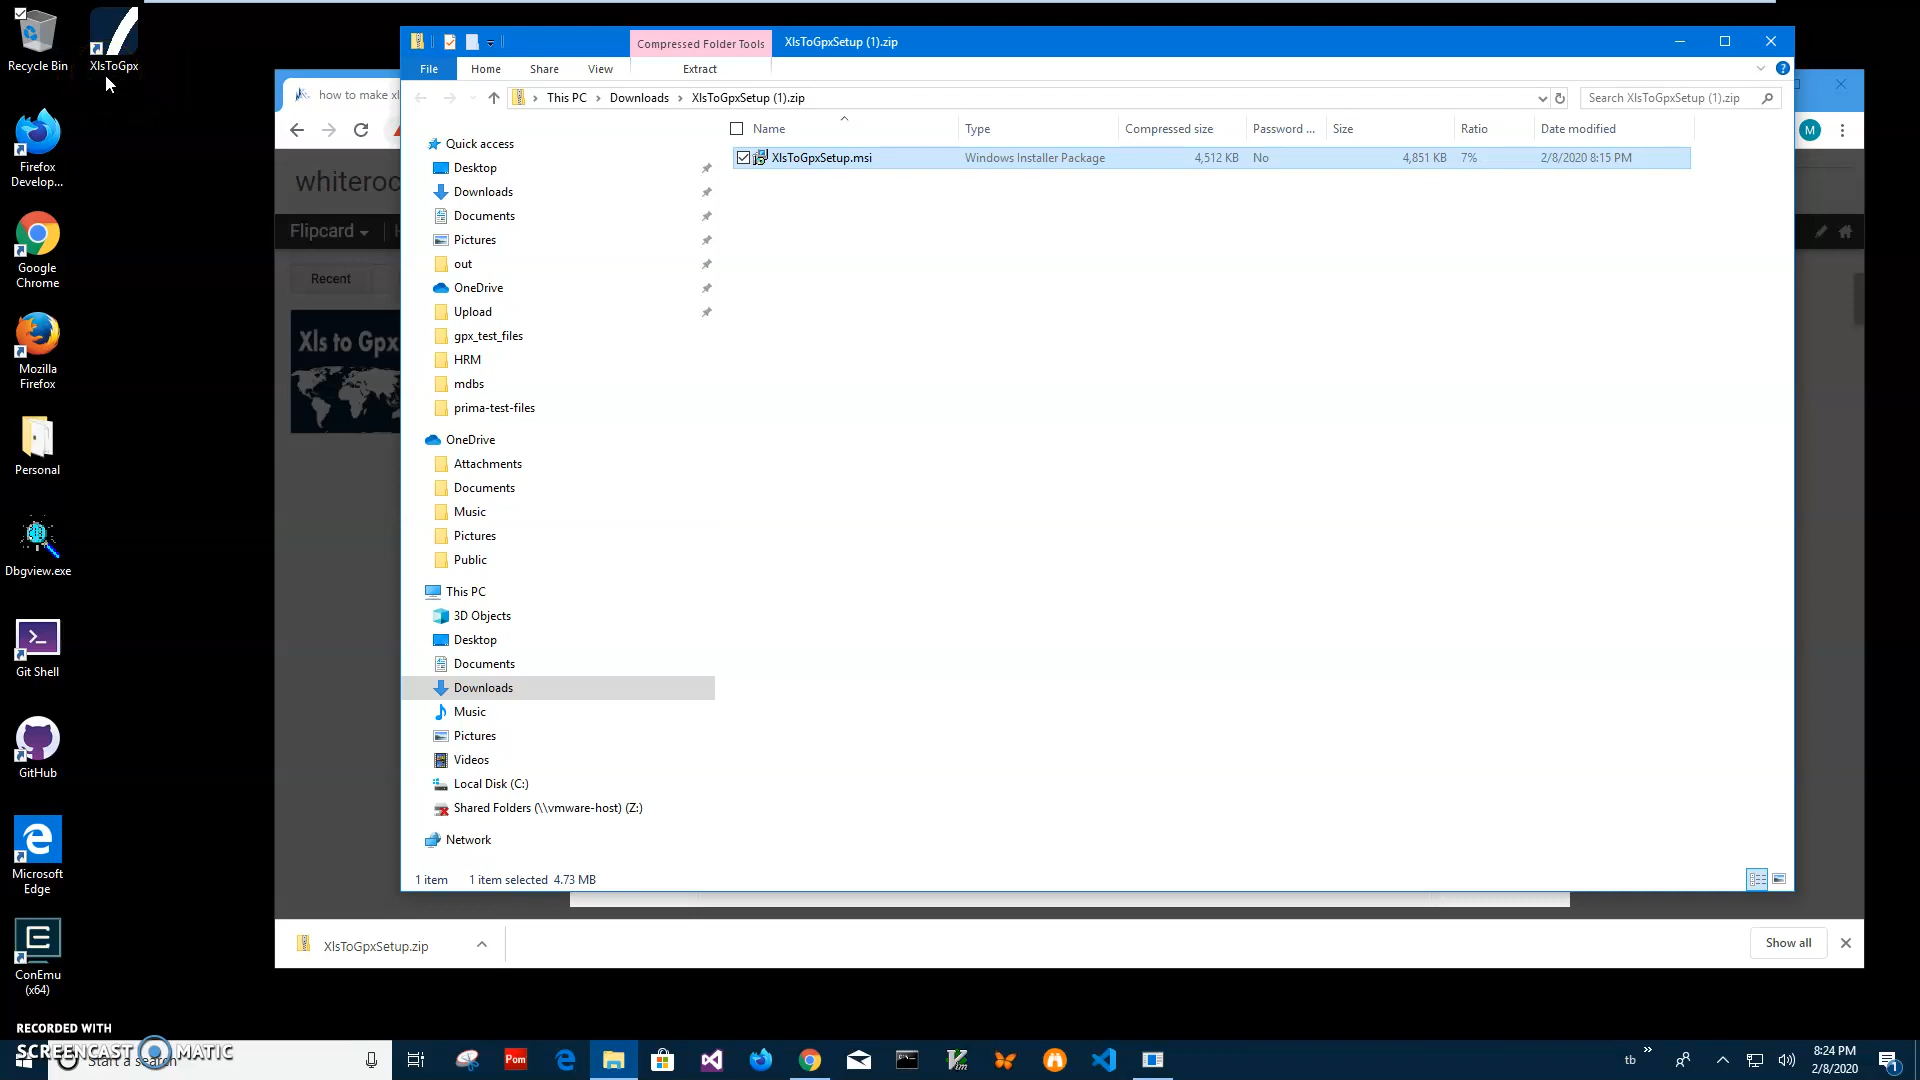 Recycle Bin
XlsToGpx
Firefox
Develop...
Google
Chrome
Mozilla
Firefox
Personal
Dbgview.exe
Git Shell
GitHub
Microsoft
Edge
ConEmu
(x64)
Compressed Folder Tools
XlsToGpxSetup (1).zip
File
Home
Share
View
Extract
This PC
Downloads
XlsToGpxSetup (1).zip
Search XlsToGpxSetup (1).zip
Name
Type
Compressed size
Password ...
Size
Ratio
Date modified
XlsToGpxSetup.msi
Windows Installer Package
4,512 KB
No
4,851 KB
7%
2/8/2020 8:15 PM
Quick access
Desktop
Downloads
Documents
Pictures
out
OneDrive
Upload
gpx_test_files
HRM
mdbs
prima-test-files
OneDrive
Attachments
Documents
Music
Pictures
Public
This PC
3D Objects
Desktop
Documents
Downloads
Music
Pictures
Videos
Local Disk (C:)
Shared Folders (\\vmware-host) (Z:)
Network
1 item
1 item selected 4.73 MB
how to make xl
M
whiteroc
Flipcard
Recent
Xls to Gpx
XlsToGpxSetup.zip
Show all
RECORDED WITH
SCREENCAST MATIC
Start a search
Pom
Vim
tb
8:24 PM
2/8/2020
1